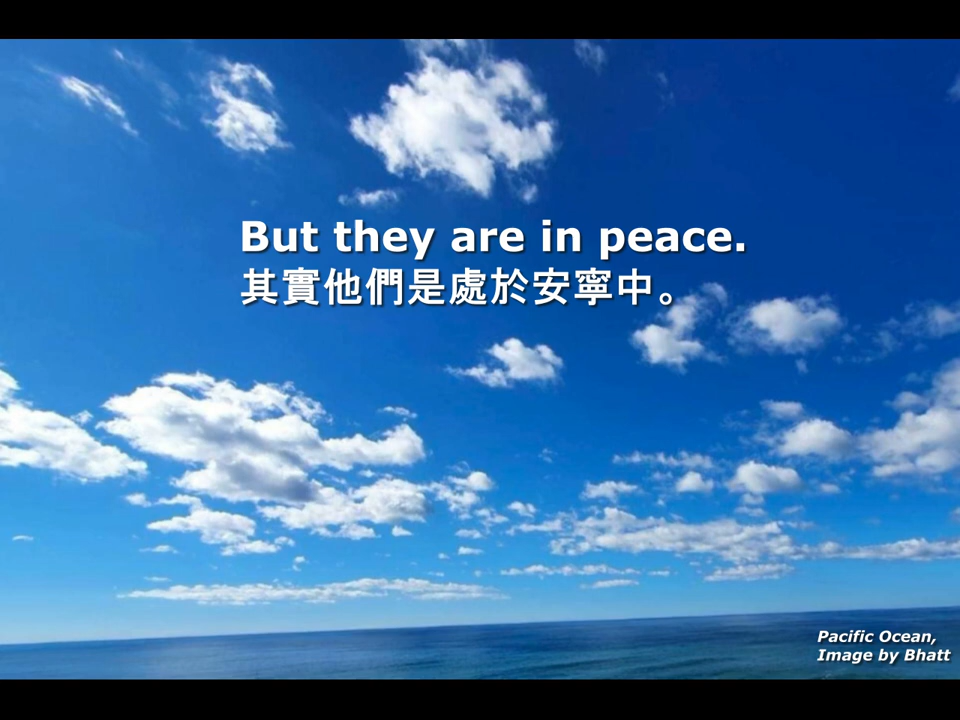 But they are in peace.
其實他們是處於安寧中。
Pacific Ocean,
Image by Bhatt